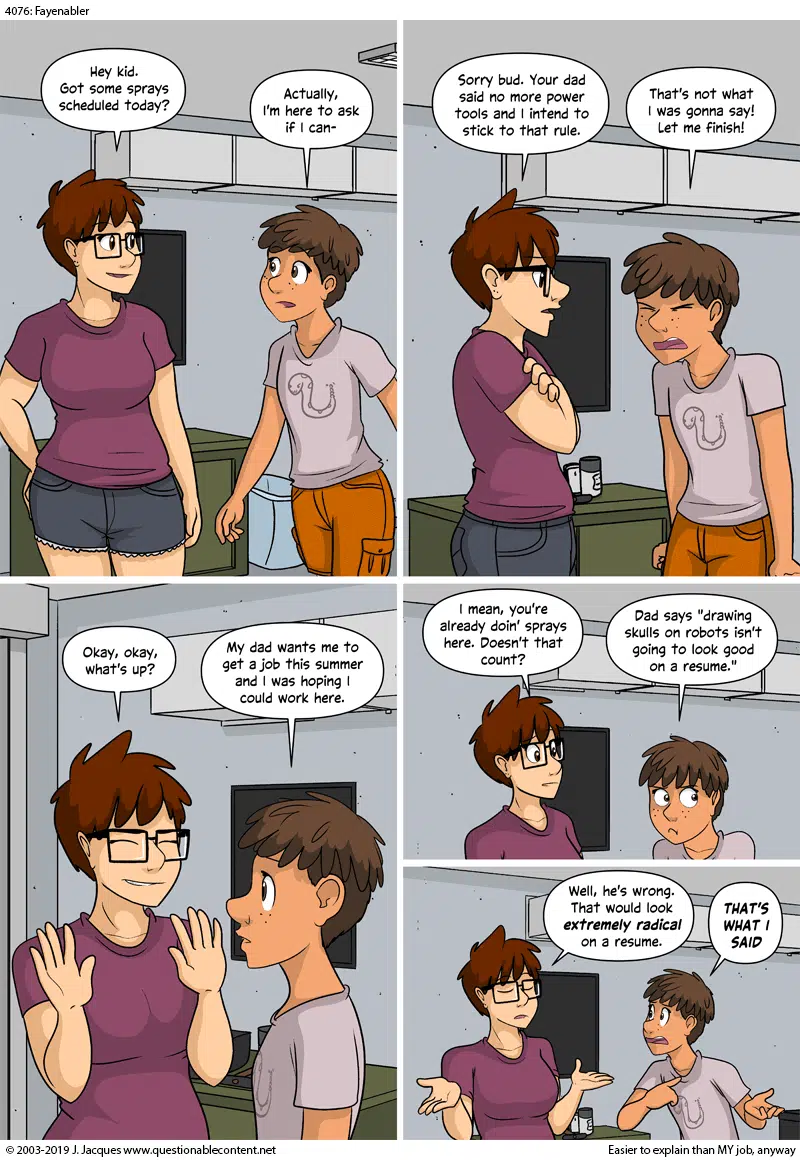 4076: Fayenabler
Hey kid.
Got some sprays
scheduled today?
Actually,
I'm here to ask
if I can-
Sorry bud. Your dad
said no more power
tools and I intend to
stick to that rule.
That's not what
I was gonna say!
Let me finish!
Okay, okay,
what's up?
My dad wants me to
get a job this summer
and I was hoping I
could work here.
I mean, you're
already doin' sprays
here. Doesn't that
count?
Dad says "drawing
skulls on robots isn't
going to look good
on a resume."
Well, he's wrong.
That would look
extremely radical
on a resume.
THAT'S
WHAT I
SAID
© 2003-2019 J. Jacques www.questionablecontent.net
Easier to explain than MY job, anyway